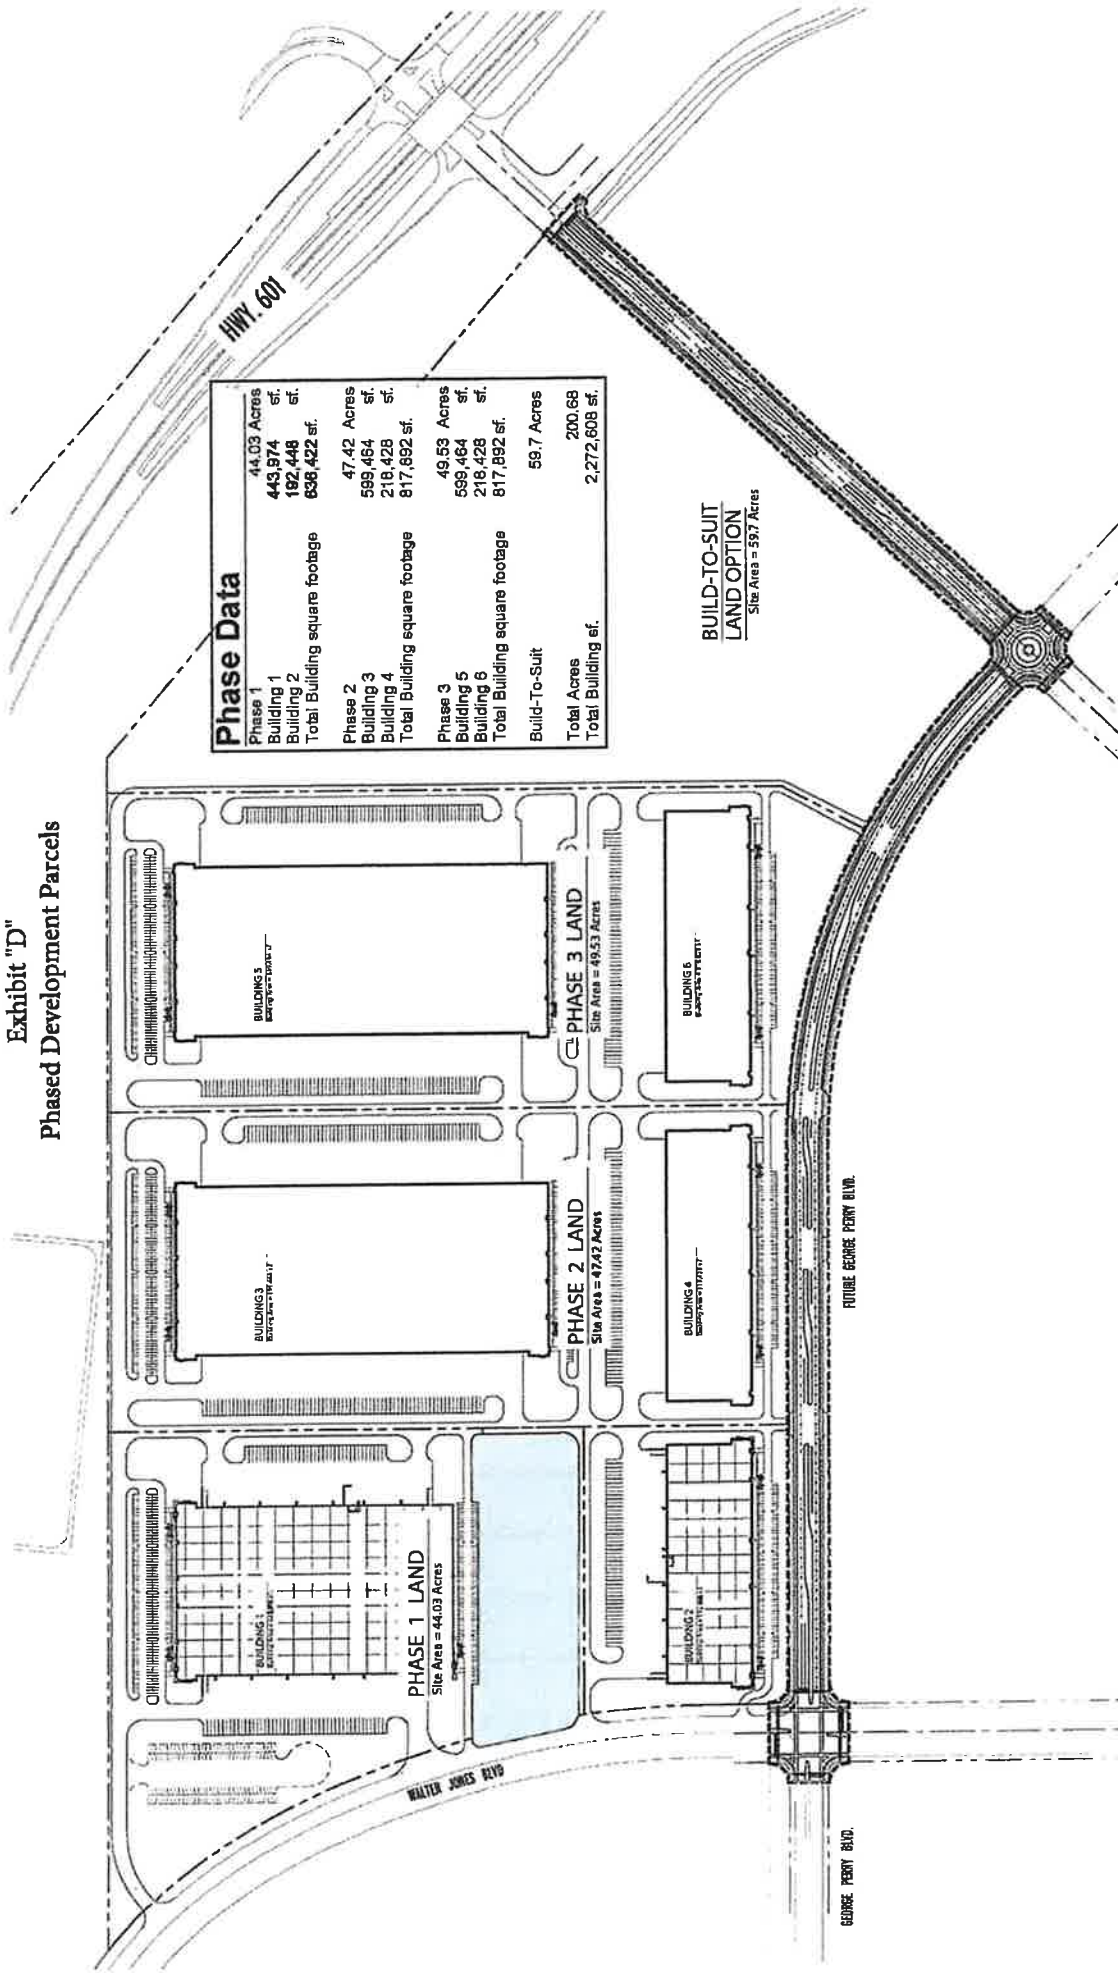 Exhibit "D"
Phased Development Parcels
HWY. 601
Phase Data
Phase 1 44.03 Acres
Building 1 443,974 sf.
Building 2 192,448 sf.
Total Building square footage 636,422 sf.
Phase 2 47.42 Acres
Building 3 599,464 sf.
Building 4 218,428 sf.
Total Building square footage 817,892 sf.
Phase 3 49.53 Acres
Building 5 599,464 sf.
Building 6 218,428 sf.
Total Building square footage 817,892 sf.
Build-To-Suit 59.7 Acres
Total Acres 200.68
Total Building sf. 2,272,608 sf.
BUILD-TO-SUIT
LAND OPTION
Site Area = 59.7 Acres
BUILDING 1
PHASE 1 LAND
Site Area = 44.03 Acres
BUILDING 2
BUILDING 3
PHASE 2 LAND
Site Area = 47.42 Acres
BUILDING 4
BUILDING 5
PHASE 3 LAND
Site Area = 49.53 Acres
BUILDING 6
WALTER JONES BLVD
GEORGE PERRY BLVD.
FUTURE GEORGE PERRY BLVD.